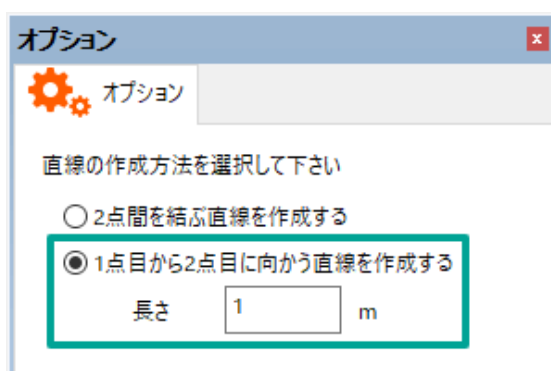 オプション
オプション
直線の作成方法を選択して下さい
2点間を結ぶ直線を作成する
1点目から2点目に向かう直線を作成する
長さ 1 m